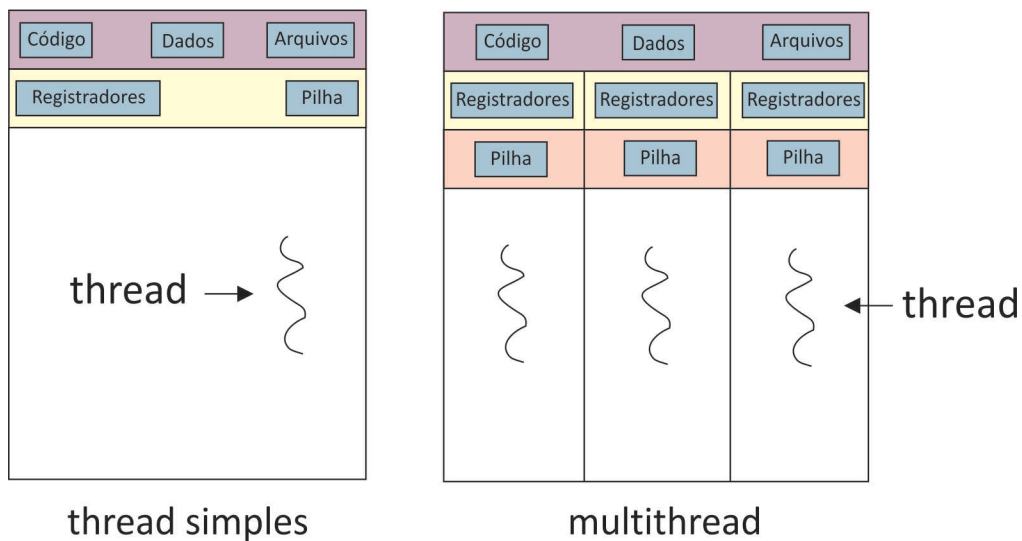 Código Dados Arquivos
Registradores Pilha
thread
thread simples
Código Dados Arquivos
Registradores Registradores Registradores
Pilha Pilha Pilha
thread
multithread